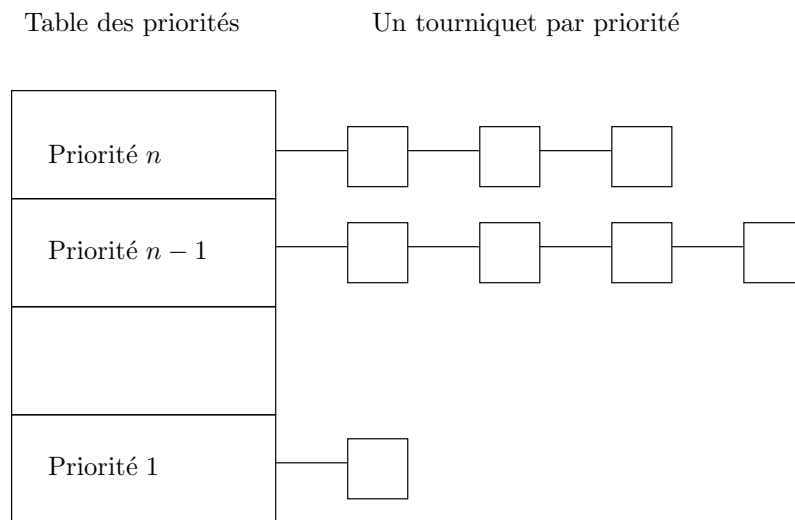 Table des priorités
Un tourniquet par priorité
Priorité n
Priorité n − 1
Priorité 1